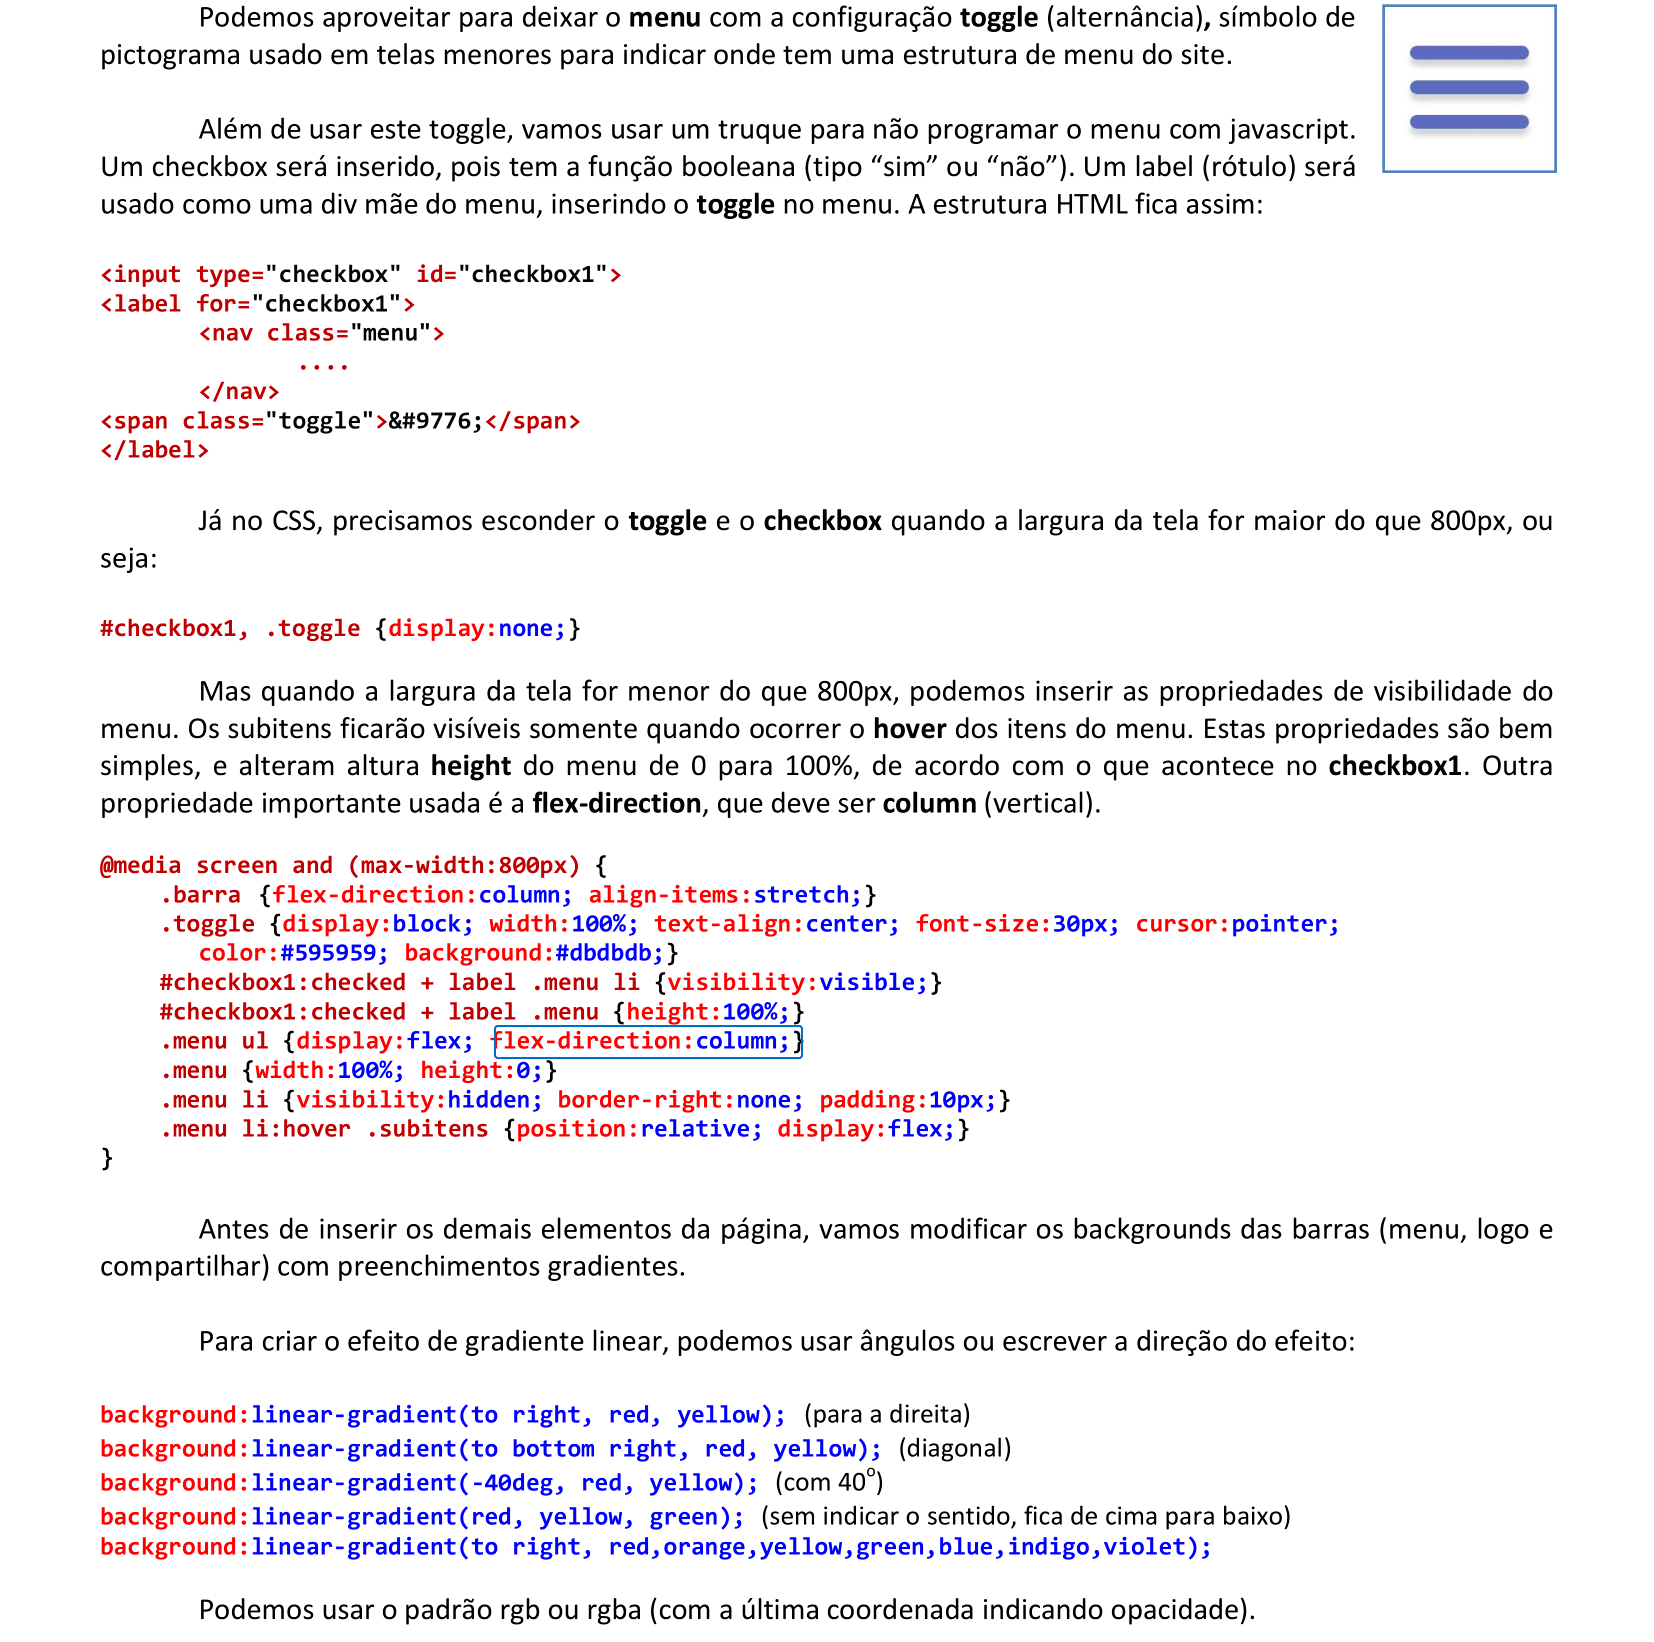 Podemos aproveitar para deixar o menu com a configuração toggle (alternância), símbolo de
pictograma usado em telas menores para indicar onde tem uma estrutura de menu do site.
Além de usar este toggle, vamos usar um truque para não programar o menu com javascript.
Um checkbox será inserido, pois tem a função booleana (tipo “sim” ou “não”). Um label (rótulo) será
usado como uma div mãe do menu, inserindo o toggle no menu. A estrutura HTML fica assim:
<input type="checkbox" id="checkbox1">
<label for="checkbox1">
<nav class="menu">
....
</nav>
<span class="toggle">&#9776;</span>
</label>
Já no CSS, precisamos esconder o toggle e o checkbox quando a largura da tela for maior do que 800px, ou
seja:
#checkbox1, .toggle {display:none;}
Mas quando a largura da tela for menor do que 800px, podemos inserir as propriedades de visibilidade do
menu. Os subitens ficarão visíveis somente quando ocorrer o hover dos itens do menu. Estas propriedades são bem
simples, e alteram altura height do menu de 0 para 100%, de acordo com o que acontece no checkbox1. Outra
propriedade importante usada é a flex-direction, que deve ser column (vertical).
@media screen and (max-width:800px) {
.barra {flex-direction:column; align-items:stretch;}
.toggle {display:block; width:100%; text-align:center; font-size:30px; cursor:pointer;
color:#595959; background:#dbdbdb;}
#checkbox1:checked + label .menu li {visibility:visible;}
#checkbox1:checked + label .menu {height:100%;}
.menu ul {display:flex; flex-direction:column;}
.menu {width:100%; height:0;}
.menu li {visibility:hidden; border-right:none; padding:10px;}
.menu li:hover .subitens {position:relative; display:flex;}
}
Antes de inserir os demais elementos da página, vamos modificar os backgrounds das barras (menu, logo e
compartilhar) com preenchimentos gradientes.
Para criar o efeito de gradiente linear, podemos usar ângulos ou escrever a direção do efeito:
background:linear-gradient(to right, red, yellow); (para a direita)
background:linear-gradient(to bottom right, red, yellow); (diagonal)
background:linear-gradient(-40deg, red, yellow); (com 40º)
background:linear-gradient(red, yellow, green); (sem indicar o sentido, fica de cima para baixo)
background:linear-gradient(to right, red,orange,yellow,green,blue,indigo,violet);
Podemos usar o padrão rgb ou rgba (com a última coordenada indicando opacidade).